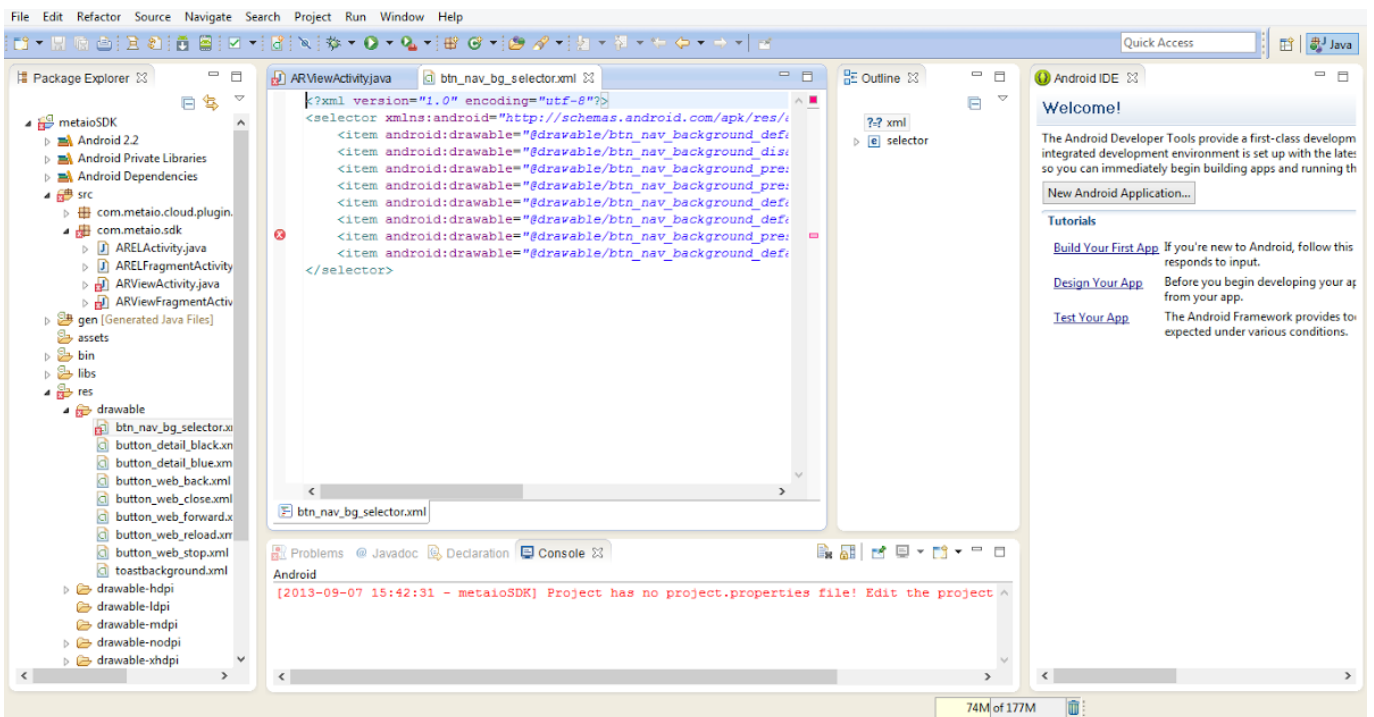 File Edit Refactor Source Navigate Search Project Run Window Help
Quick Access
Java
Package Explorer
metaioSDK
Android 2.2
Android Private Libraries
Android Dependencies
src
com.metaio.cloud.plugin.
com.metaio.sdk
ARELActivity.java
ARELFragmentActivity
ARViewActivity.java
ARViewFragmentActiv
gen [Generated Java Files]
assets
bin
libs
res
drawable
btn_nav_bg_selector.xi
button_detail_black.xn
button_detail_blue.xm
button_web_back.xml
button_web_close.xml
button_web_forward.x
button_web_reload.xm
button_web_stop.xml
toastbackground.xml
drawable-hdpi
drawable-ldpi
drawable-mdpi
drawable-nodpi
drawable-xhdpi
ARViewActivity.java btn_nav_bg_selector.xml
<?xml version="1.0" encoding="utf-8"?>
<selector xmlns:android="http://schemas.android.com/apk/res/a
<item android:drawable="@drawable/btn_nav_background_defa
<item android:drawable="@drawable/btn_nav_background_disa
<item android:drawable="@drawable/btn_nav_background_pres
<item android:drawable="@drawable/btn_nav_background_pres
<item android:drawable="@drawable/btn_nav_background_defa
<item android:drawable="@drawable/btn_nav_background_defa
<item android:drawable="@drawable/btn_nav_background_pres
<item android:drawable="@drawable/btn_nav_background_defa
</selector>
btn_nav_bg_selector.xml
Problems @ Javadoc Declaration Console
Android
[2013-09-07 15:42:31 - metaioSDK] Project has no project.properties file! Edit the project
Outline
?=? xml
e selector
Android IDE
Welcome!
The Android Developer Tools provide a first-class developm
integrated development environment is set up with the lates
so you can immediately begin building apps and running th
New Android Application...
Tutorials
Build Your First App If you're new to Android, follow this
responds to input.
Design Your App Before you begin developing your ap
from your app.
Test Your App The Android Framework provides too
expected under various conditions.
74M of 177M